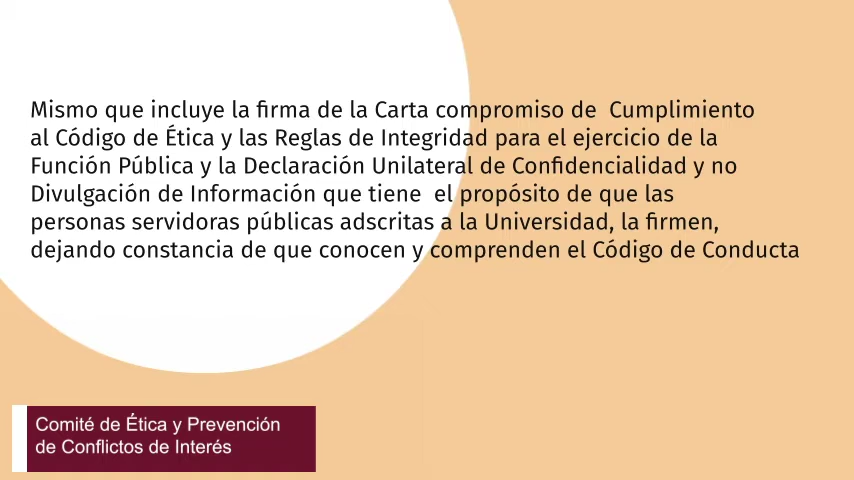 Mismo que incluye la firma de la Carta compromiso de  Cumplimiento
al Código de Ética y las Reglas de Integridad para el ejercicio de la
Función Pública y la Declaración Unilateral de Confidencialidad y no
Divulgación de Información que tiene  el propósito de que las
personas servidoras públicas adscritas a la Universidad, la firmen,
dejando constancia de que conocen y comprenden el Código de Conducta
Comité de Ética y Prevención
de Conflictos de Interés